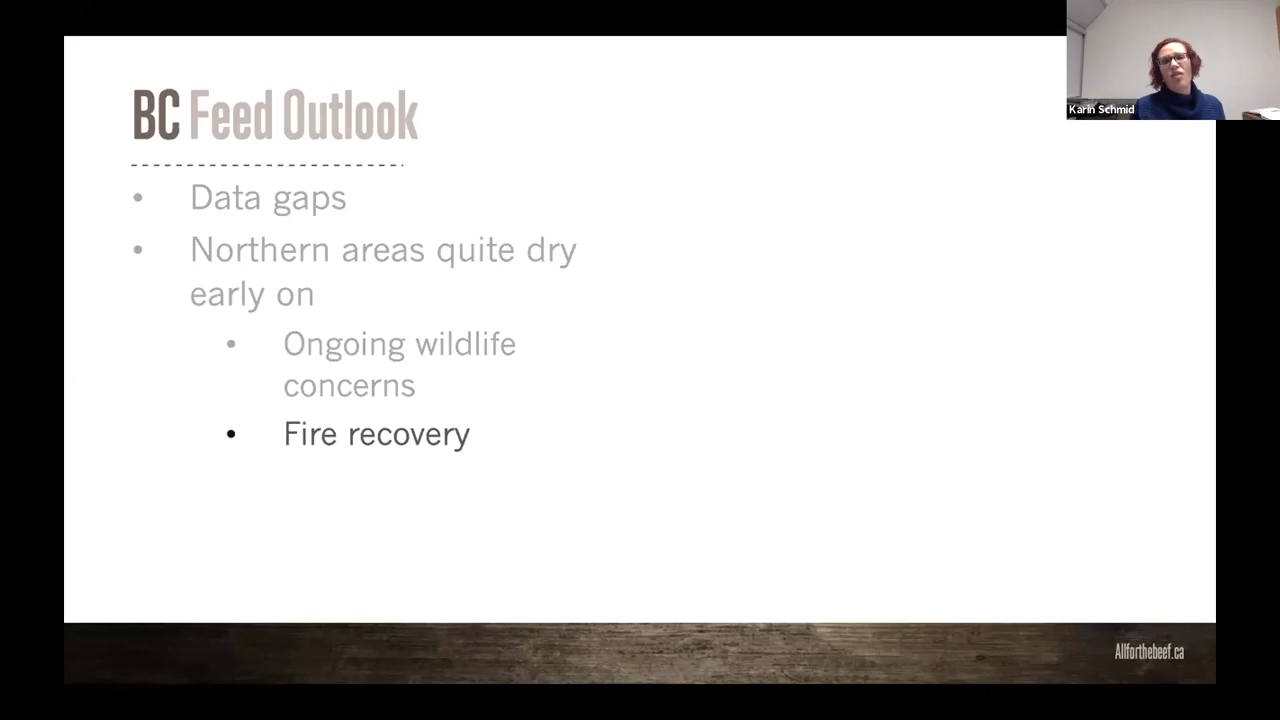 BC Feed Outlook
Karin Schmid
• Data gaps
• Northern areas quite dry
early on
• Ongoing wildlife
concerns
• Fire recovery
Allforthebeef.ca